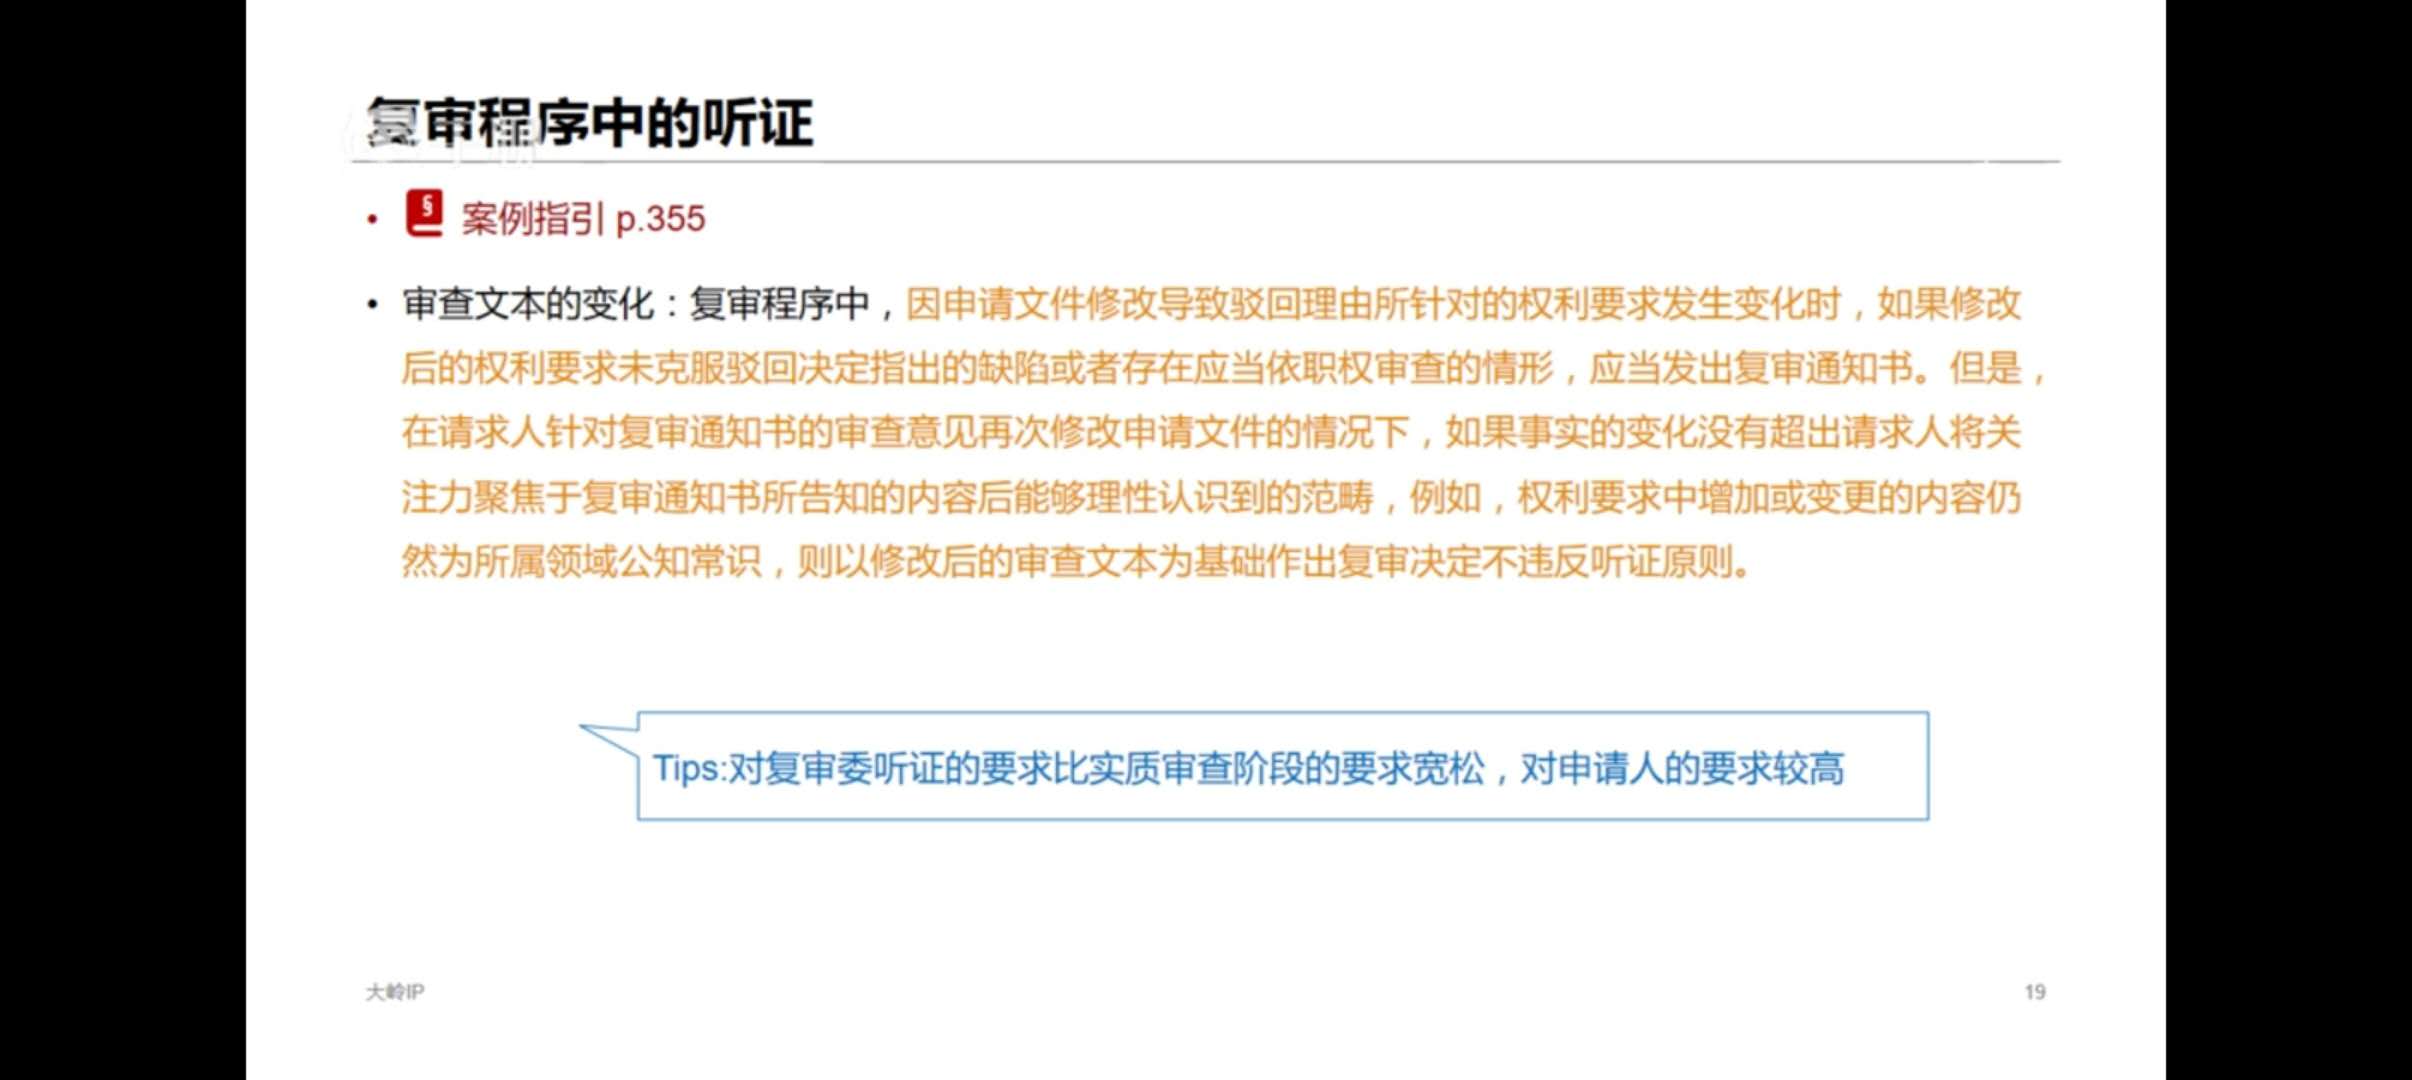 复审程序中的听证
• § 案例指引 p.355
• 审查文本的变化：复审程序中，因申请文件修改导致驳回理由所针对的权利要求发生变化时，如果修改
后的权利要求未克服驳回决定指出的缺陷或者存在应当依职权审查的情形，应当发出复审通知书。但是，
在请求人针对复审通知书的审查意见再次修改申请文件的情况下，如果事实的变化没有超出请求人将关
注力聚焦于复审通知书所告知的内容后能够理性认识到的范畴，例如，权利要求中增加或变更的内容仍
然为所属领域公知常识，则以修改后的审查文本为基础作出复审决定不违反听证原则。
Tips:对复审委听证的要求比实质审查阶段的要求宽松，对申请人的要求较高
大岭IP
19